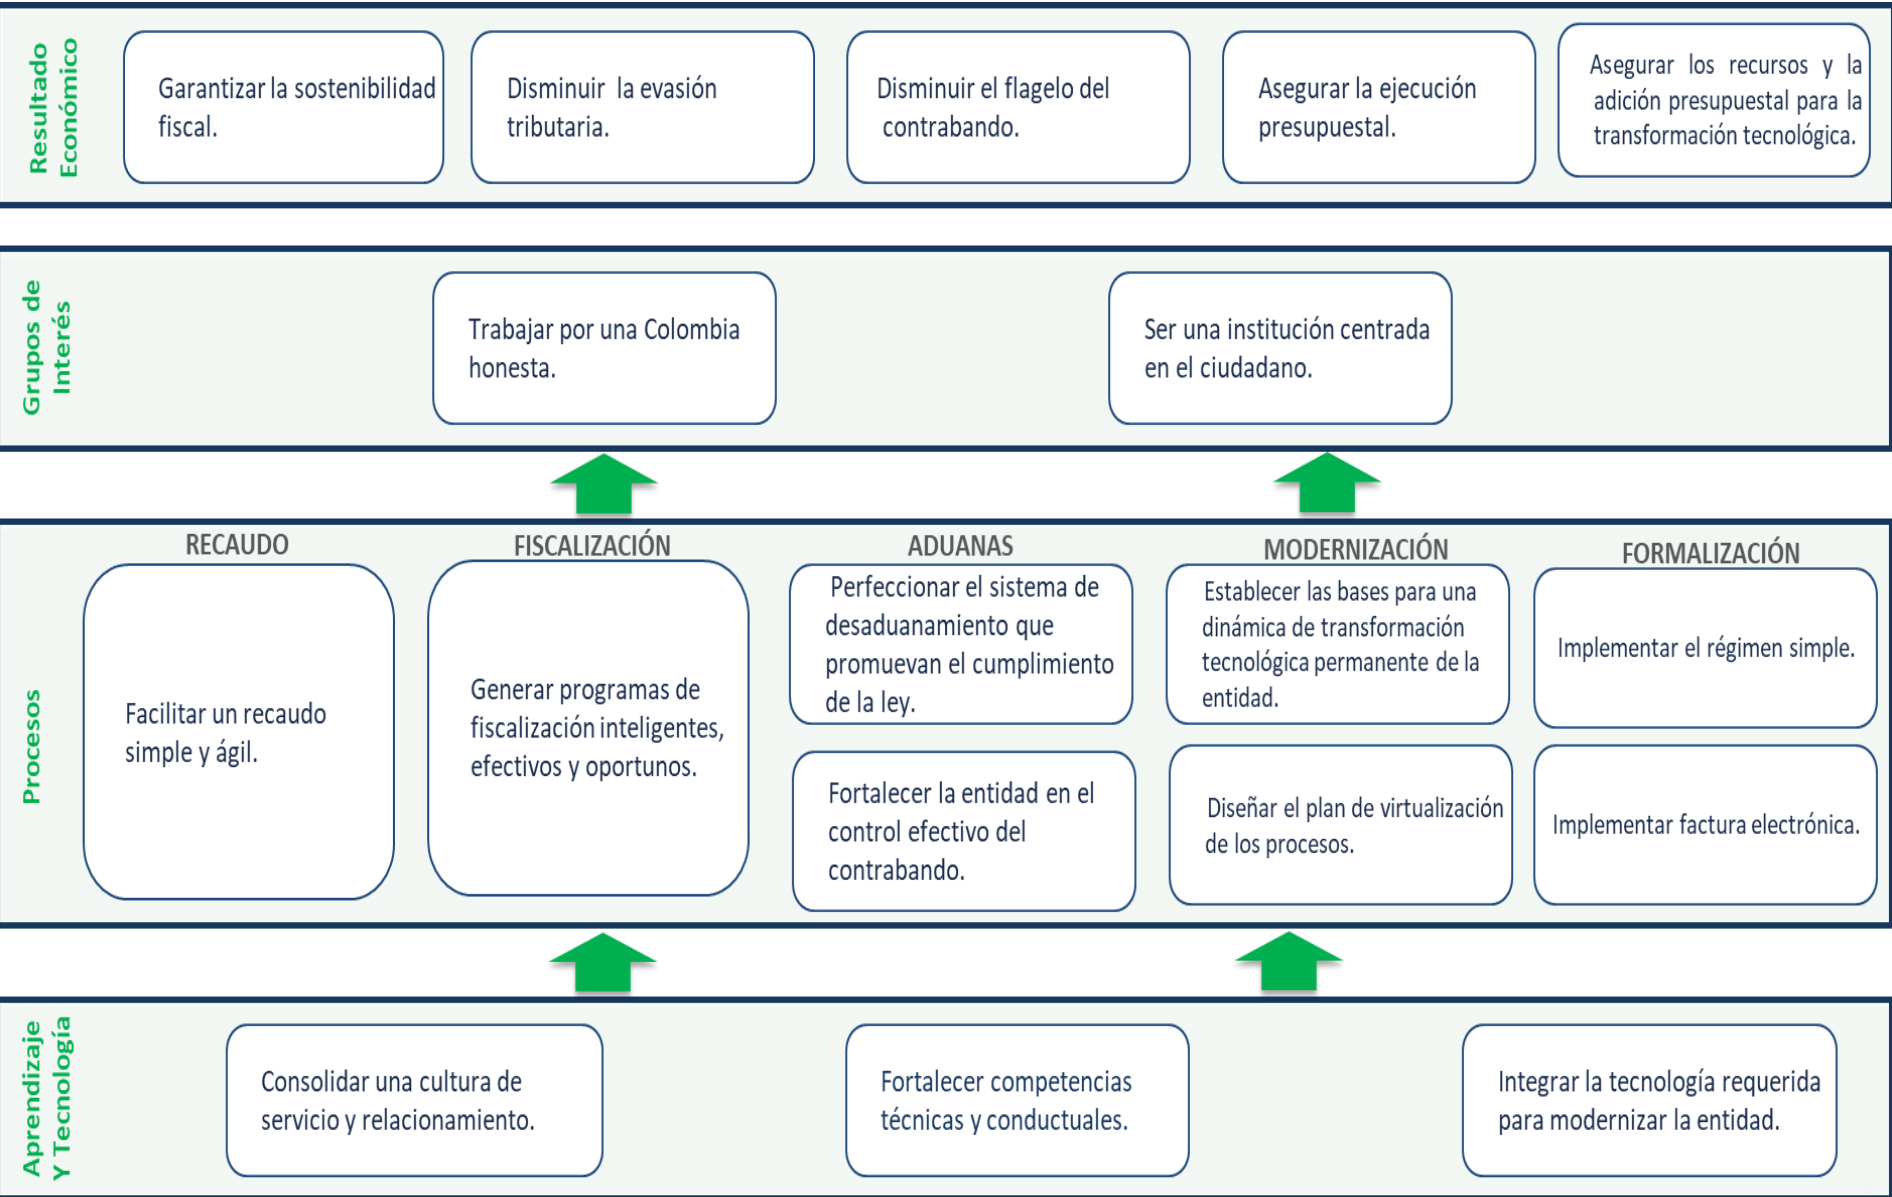 Resultado
Económico
Garantizar la sostenibilidad
fiscal.
Disminuir la evasión
tributaria.
Disminuir el flagelo del
contrabando.
Asegurar la ejecución
presupuestal.
Asegurar los recursos y la
adición presupuestal para la
transformación tecnológica.
Grupos de
Interés
Trabajar por una Colombia
honesta.
Ser una institución centrada
en el ciudadano.
Procesos
RECAUDO
Facilitar un recaudo
simple y ágil.
FISCALIZACIÓN
Generar programas de
fiscalización inteligentes,
efectivos y oportunos.
ADUANAS
Perfeccionar el sistema de
desaduanamiento que
promuevan el cumplimiento
de la ley.
Fortalecer la entidad en el
control efectivo del
contrabando.
MODERNIZACIÓN
Establecer las bases para una
dinámica de transformación
tecnológica permanente de la
entidad.
Diseñar el plan de virtualización
de los procesos.
FORMALIZACIÓN
Implementar el régimen simple.
Implementar factura electrónica.
Aprendizaje
Y Tecnología
Consolidar una cultura de
servicio y relacionamiento.
Fortalecer competencias
técnicas y conductuales.
Integrar la tecnología requerida
para modernizar la entidad.